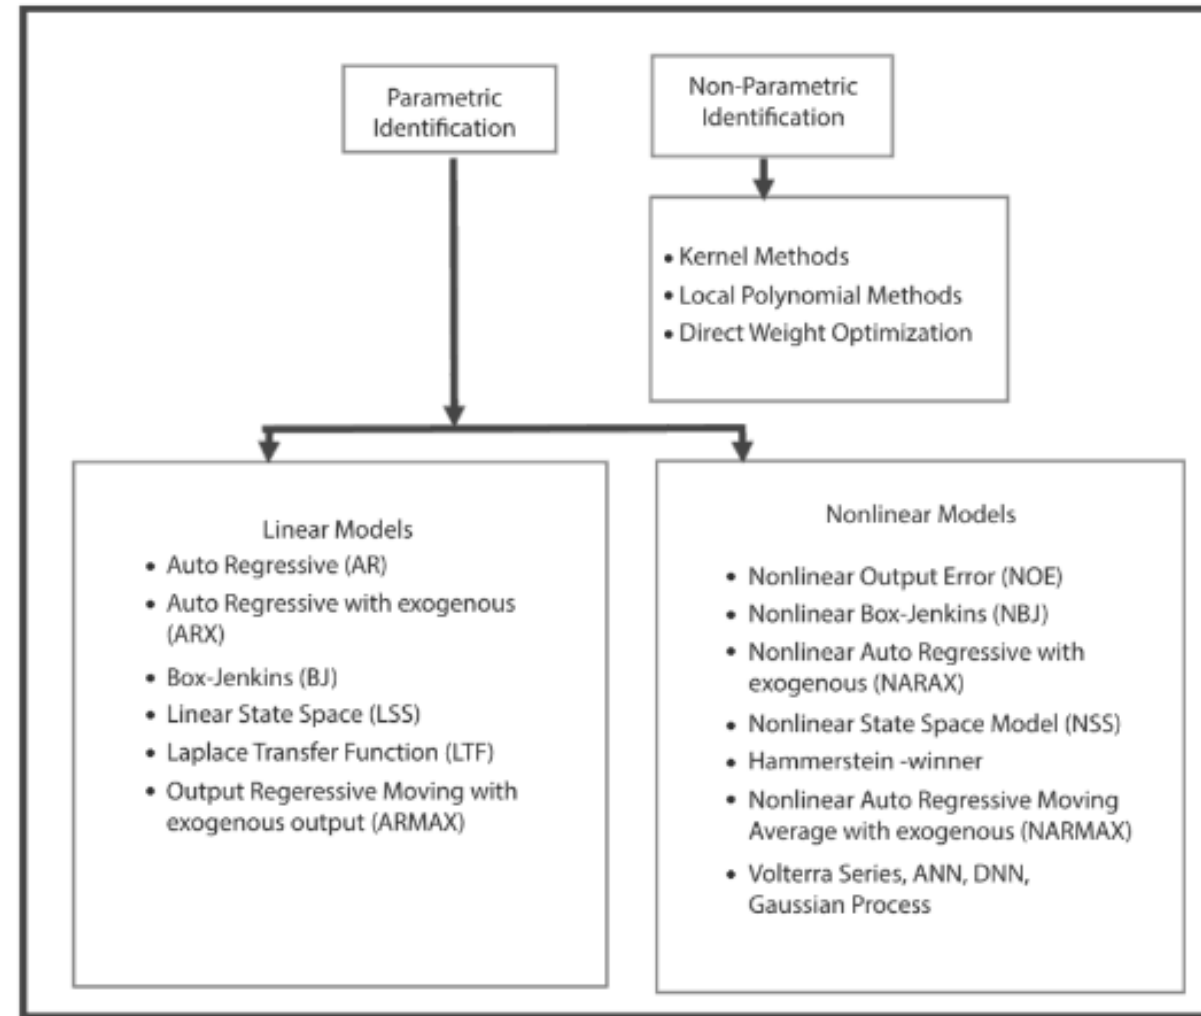 Parametric
Identification
Non-Parametric
Identification
• Kernel Methods
• Local Polynomial Methods
• Direct Weight Optimization
Linear Models
• Auto Regressive (AR)
• Auto Regressive with exogenous
(ARX)
• Box-Jenkins (BJ)
• Linear State Space (LSS)
• Laplace Transfer Function (LTF)
• Output Regeressive Moving with
exogenous output (ARMAX)
Nonlinear Models
• Nonlinear Output Error (NOE)
• Nonlinear Box-Jenkins (NBJ)
• Nonlinear Auto Regressive with
exogenous (NARAX)
• Nonlinear State Space Model (NSS)
• Hammerstein -winner
• Nonlinear Auto Regressive Moving
Average with exogenous (NARMAX)
• Volterra Series, ANN, DNN,
Gaussian Process